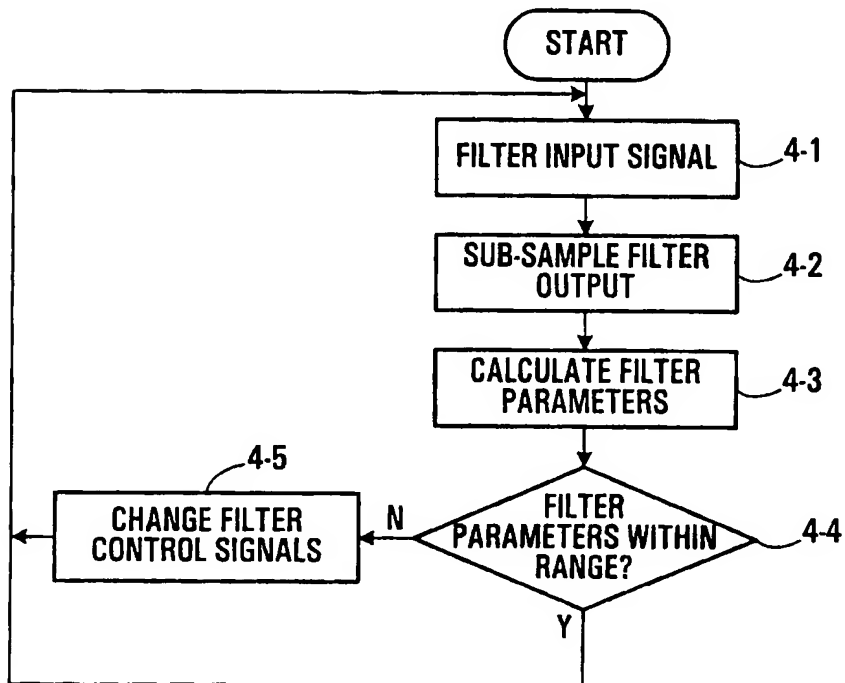 START
FILTER INPUT SIGNAL
4-1
SUB-SAMPLE FILTER
OUTPUT
4-2
CALCULATE FILTER
PARAMETERS
4-3
4-5
CHANGE FILTER
CONTROL SIGNALS
N
FILTER
PARAMETERS WITHIN
RANGE?
4-4
Y